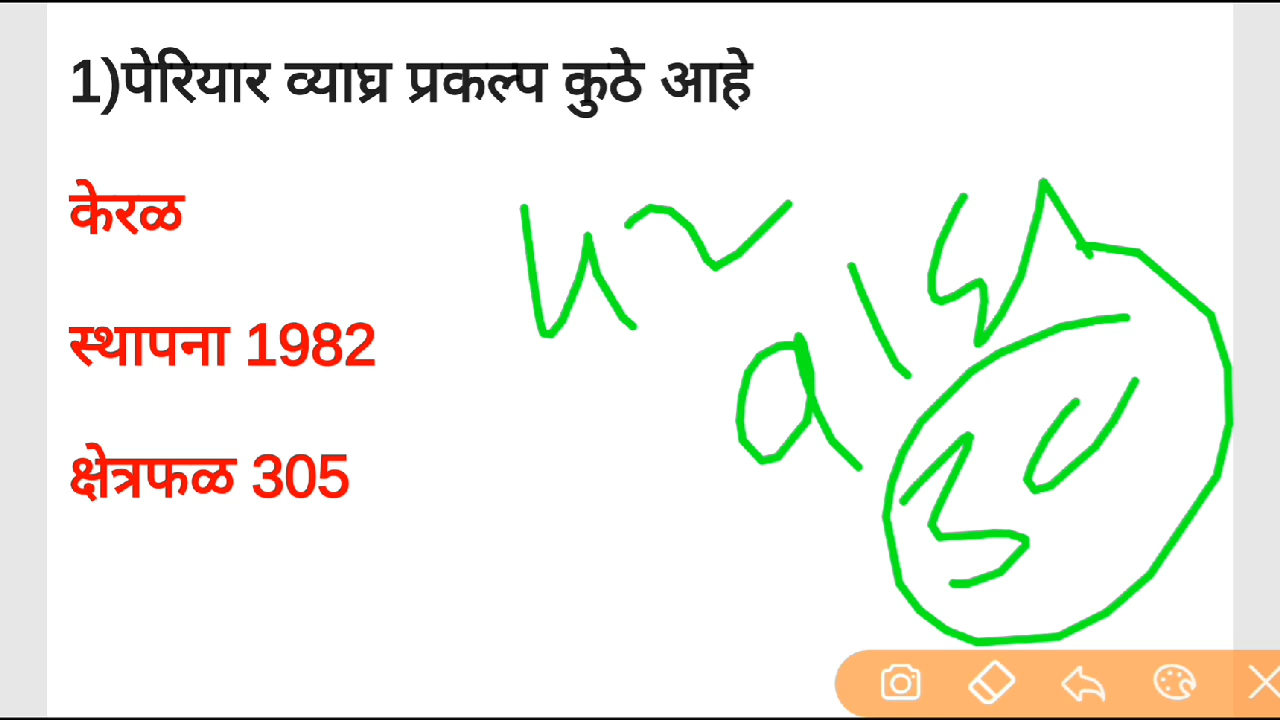 1)पेरियार व्याघ्र प्रकल्प कुठे आहे
केरळ
स्थापना 1982
क्षेत्रफळ 305